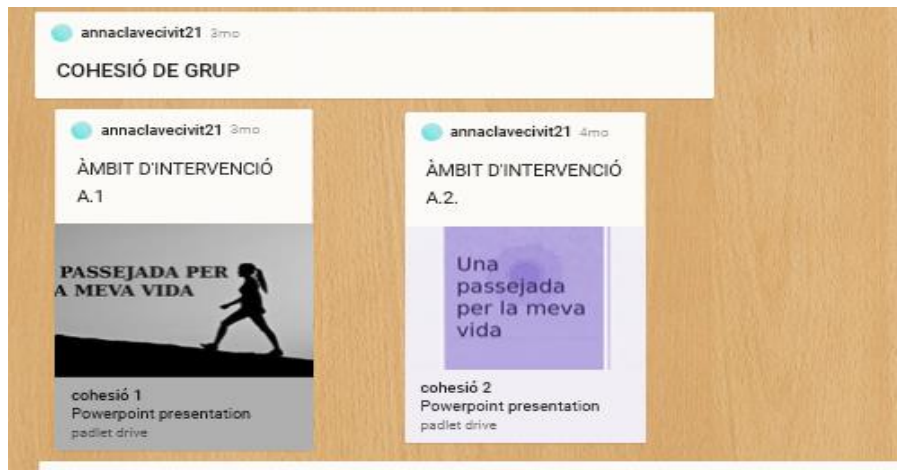 annaclavecivit21 3mo
COHESIÓ DE GRUP
annaclavecivit21 3mo
ÀMBIT D'INTERVENCIÓ
A.1
PASSEJADA PER
A MEVA VIDA
cohesió 1
Powerpoint presentation
padlet drive
annaclavecivit21 4mo
ÀMBIT D'INTERVENCIÓ
A.2.
Una
passejada
per la meva
vida
cohesió 2
Powerpoint presentation
padlet drive